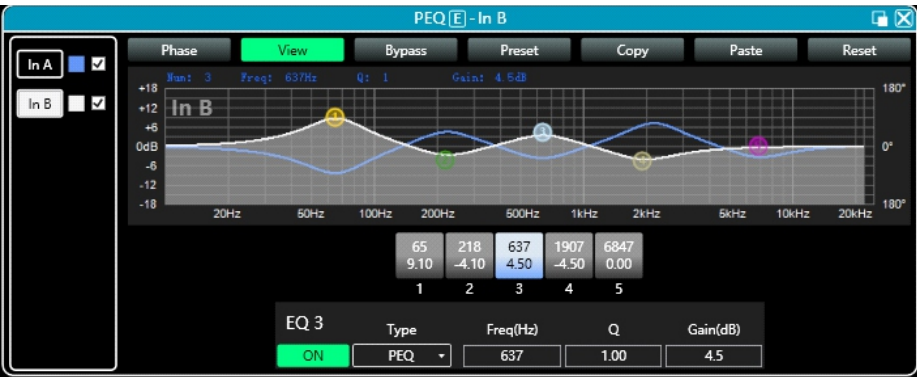 PEQ E - In B
In A
In B
Phase View Bypass Preset Copy Paste Reset
Num: 3 Freq: 637Hz Q: 1 Gain: 4.5dB
In B
+18 180°
+12
+6
0dB 0°
-6
-12
-18 180°
20Hz 50Hz 100Hz 200Hz 500Hz 1kHz 2kHz 5kHz 10kHz 20kHz
65 218 637 1907 6847
9.10 -4.10 4.50 -4.50 0.00
1 2 3 4 5
EQ 3 Type Freq(Hz) Q Gain(dB)
ON PEQ 637 1.00 4.5